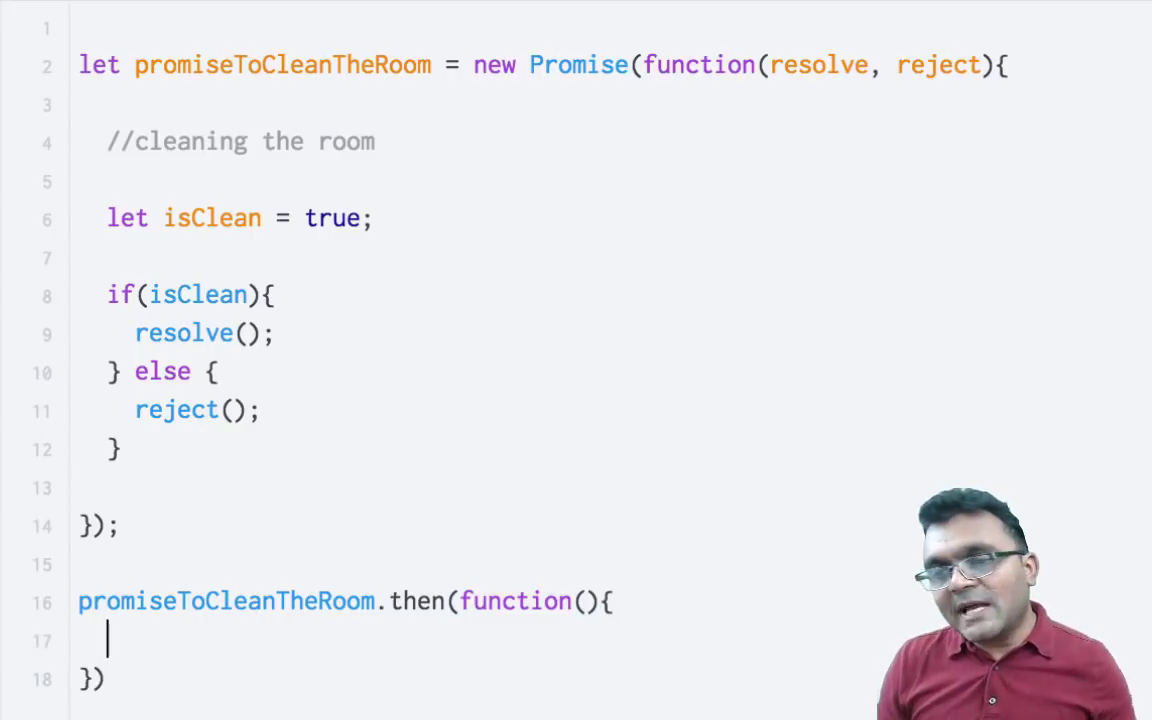 1
2 let promiseToCleanTheRoom = new Promise(function(resolve, reject){
3
4 //cleaning the room
5
6 let isClean = true;
7
8 if(isClean){
9 resolve();
10 } else {
11 reject();
12 }
13
14 });
15
16 promiseToCleanTheRoom.then(function(){
17
18 })